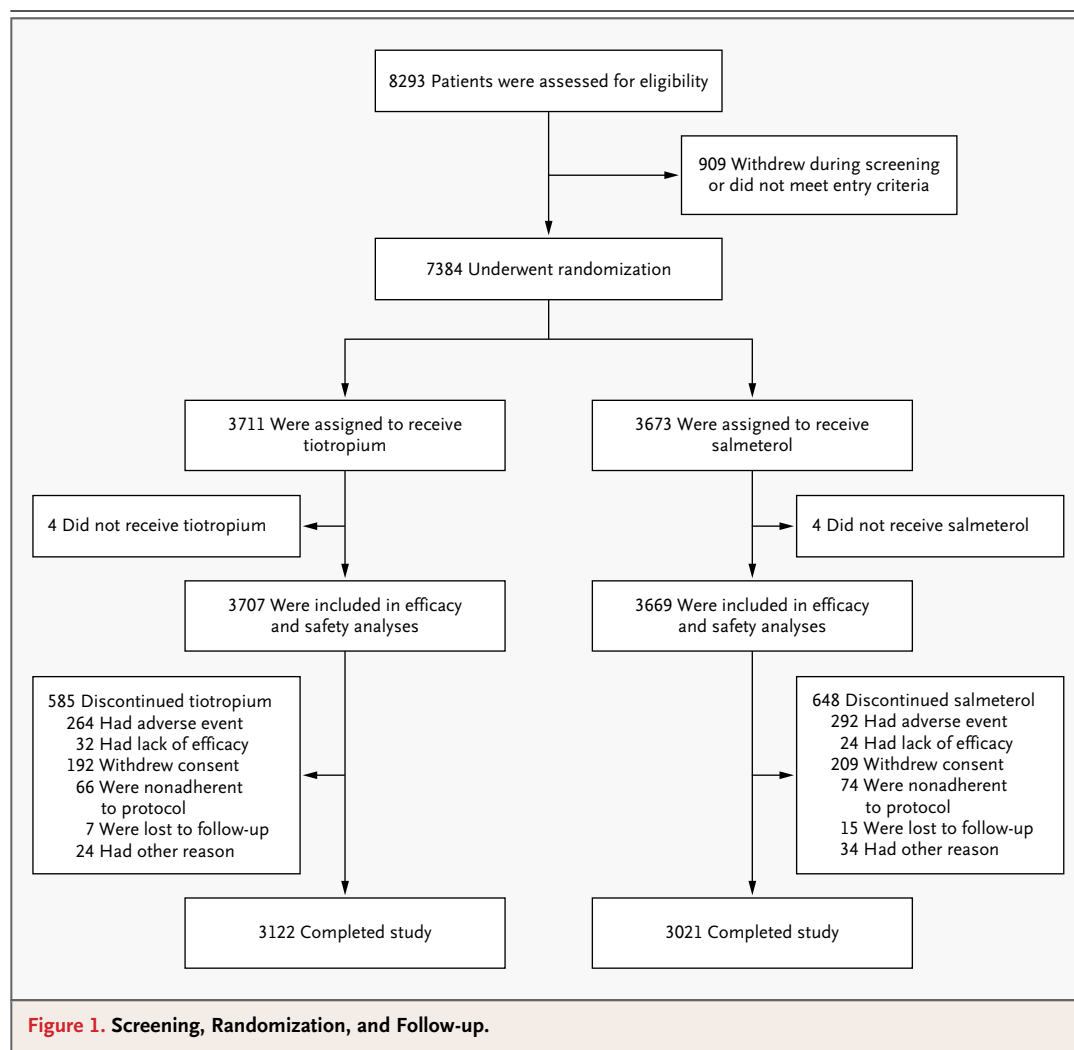 8293 Patients were assessed for eligibility
909 Withdrew during screening
or did not meet entry criteria
7384 Underwent randomization
3711 Were assigned to receive
tiotropium
3673 Were assigned to receive
salmeterol
4 Did not receive tiotropium
4 Did not receive salmeterol
3707 Were included in efficacy
and safety analyses
3669 Were included in efficacy
and safety analyses
585 Discontinued tiotropium
264 Had adverse event
32 Had lack of efficacy
192 Withdrew consent
66 Were nonadherent
to protocol
7 Were lost to follow-up
24 Had other reason
648 Discontinued salmeterol
292 Had adverse event
24 Had lack of efficacy
209 Withdrew consent
74 Were nonadherent
to protocol
15 Were lost to follow-up
34 Had other reason
3122 Completed study
3021 Completed study
Figure 1. Screening, Randomization, and Follow-up.